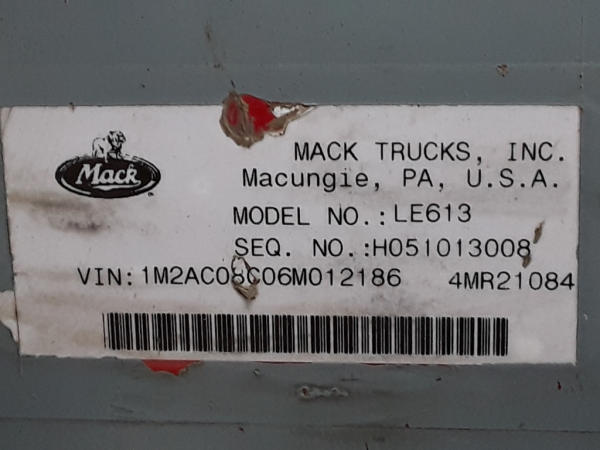 Mack
MACK TRUCKS, INC.
Macungie, PA, U.S.A.
MODEL NO.:LE613
SEQ. NO.:H051013008
VIN:1M2AC08C06M012186 4MR21084